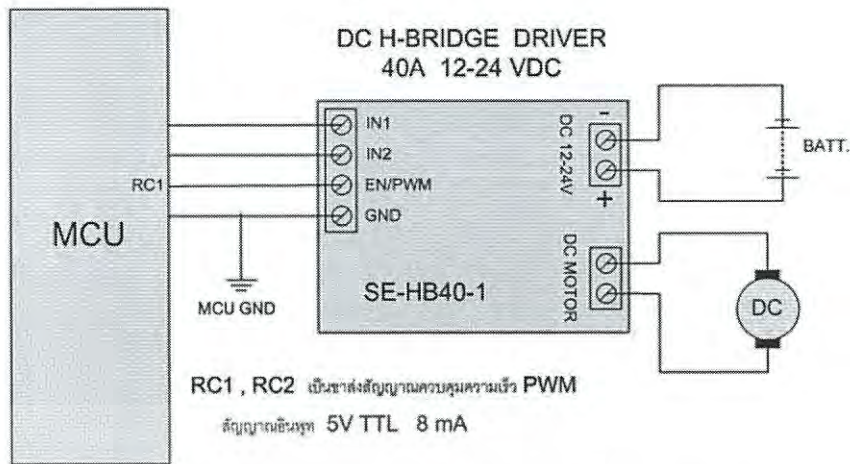 DC H-BRIDGE DRIVER
40A 12-24 VDC
IN1
IN2
RC1
EN/PWM
GND
MCU
MCU GND
-
DC 12-24V
+
BATT.
DC MOTOR
SE-HB40-1
DC
RC1 , RC2 เป็นขาส่งสัญญาณควบคุมความเร็ว PWM
สัญญาณอินพุท 5V TTL 8 mA